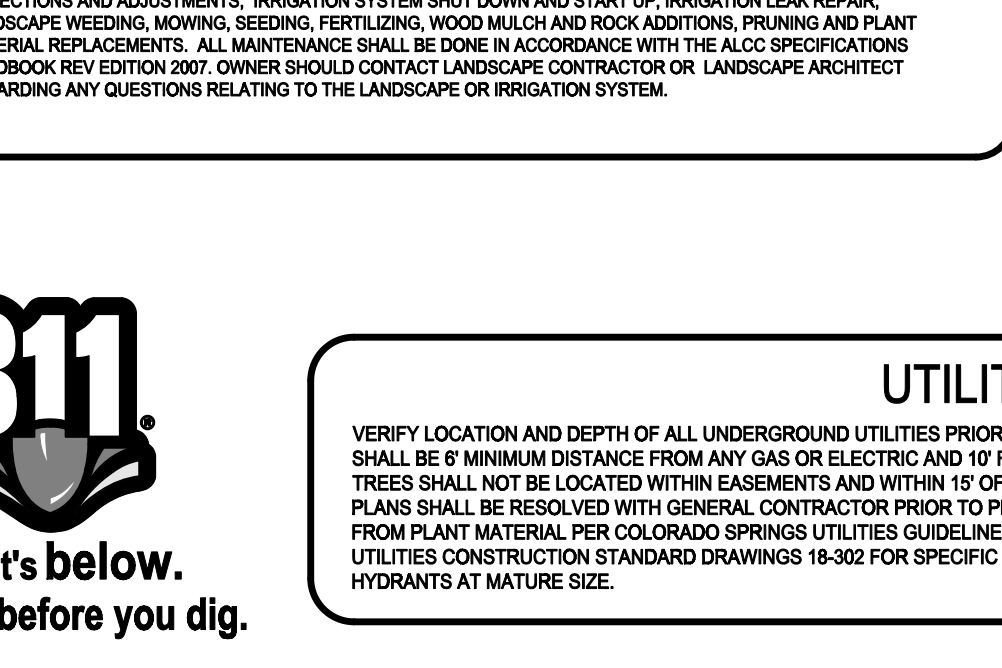 ECTIONS AND ADJUSTMENTS, IRRIGATION SYSTEM SHUT DOWN AND START UP, IRRIGATION LEAK REPAIR,
DSCAPE WEEDING, MOWING, SEEDING, FERTILIZING, WOOD MULCH AND ROCK ADDITIONS, PRUNING AND PLANT
ERIAL REPLACEMENTS. ALL MAINTENANCE SHALL BE DONE IN ACCORDANCE WITH THE ALCC SPECIFICATIONS
DBOOK REV EDITION 2007. OWNER SHOULD CONTACT LANDSCAPE CONTRACTOR OR LANDSCAPE ARCHITECT
ARDING ANY QUESTIONS RELATING TO THE LANDSCAPE OR IRRIGATION SYSTEM.
811®
t's below.
before you dig.
UTILIT
VERIFY LOCATION AND DEPTH OF ALL UNDERGROUND UTILITIES PRIOR
SHALL BE 6' MINIMUM DISTANCE FROM ANY GAS OR ELECTRIC AND 10' F
TREES SHALL NOT BE LOCATED WITHIN EASEMENTS AND WITHIN 15' OF
PLANS SHALL BE RESOLVED WITH GENERAL CONTRACTOR PRIOR TO P
FROM PLANT MATERIAL PER COLORADO SPRINGS UTILITIES GUIDELINE
UTILITIES CONSTRUCTION STANDARD DRAWINGS 18-302 FOR SPECIFIC
HYDRANTS AT MATURE SIZE.